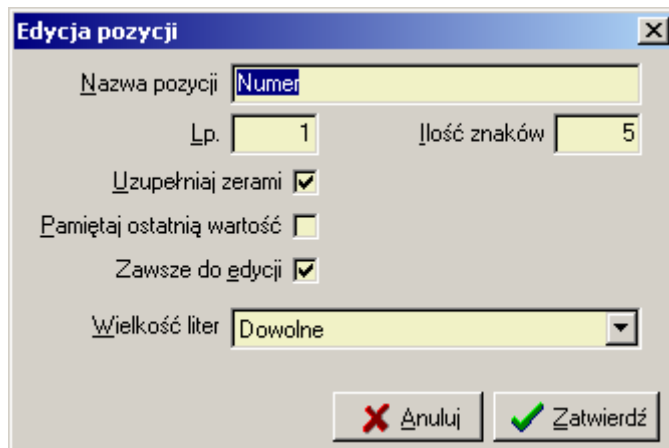 Edycja pozycji
Nazwa pozycji Numer
Lp. 1 Ilość znaków 5
Uzupełniaj zerami
Pamiętaj ostatnią wartość
Zawsze do edycji
Wielkość liter Dowolne
Anuluj Zatwierdź